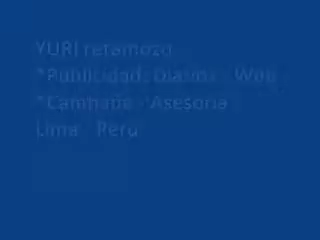 YURI retamozo
*Publicidad: Diarios - Web
* - Asesoria
Lima - Peru